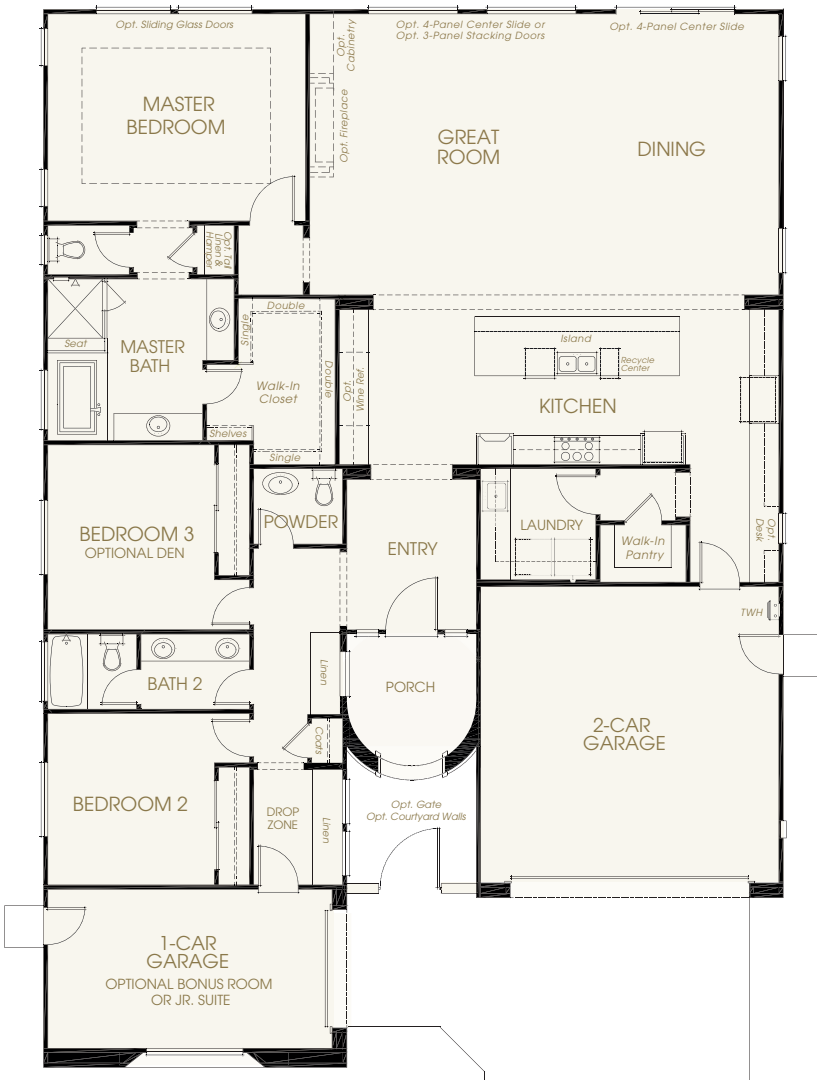 Opt. Sliding Glass Doors
Opt.
Cabinetry
Opt. 4-Panel Center Slide or
Opt. 3-Panel Stacking Doors
Opt. 4-Panel Center Slide
MASTER
BEDROOM
Opt. Fireplace
GREAT
ROOM
DINING
Opt. Tall
Linen &
Hamper
Double
Single
Seat
MASTER
BATH
Walk-In
Closet
Double
Shelves
Single
Opt.
Wine Ref.
Island
Recycle
Center
KITCHEN
BEDROOM 3
OPTIONAL DEN
POWDER
ENTRY
LAUNDRY
Walk-In
Pantry
Opt.
Desk
TWH
BATH 2
Linen
PORCH
2-CAR
GARAGE
Coats
BEDROOM 2
DROP
ZONE
Linen
Opt. Gate
Opt. Courtyard Walls
1-CAR
GARAGE
OPTIONAL BONUS ROOM
OR JR. SUITE